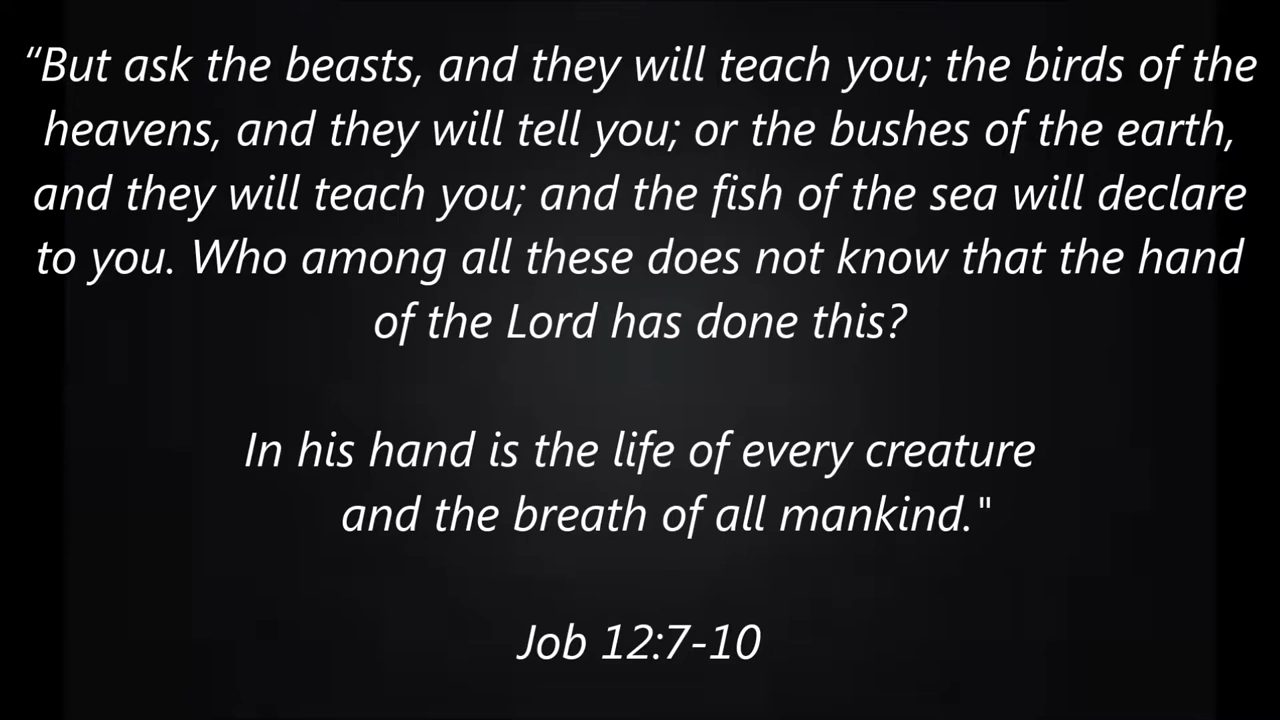 “But ask the beasts, and they will teach you; the birds of the
heavens, and they will tell you; or the bushes of the earth,
and they will teach you; and the fish of the sea will declare
to you. Who among all these does not know that the hand
of the Lord has done this?
In his hand is the life of every creature
and the breath of all mankind."
Job 12:7-10